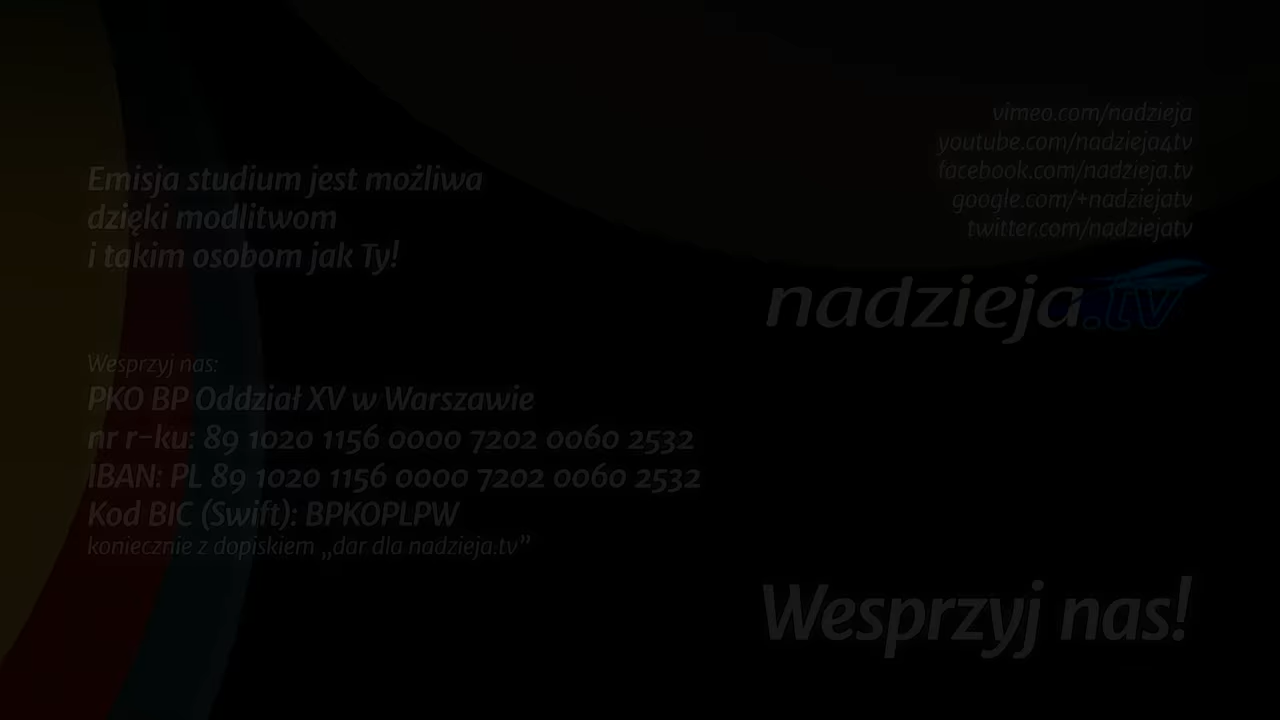 vimeo.com/nadzieja
youtube.com/nadzieja4tv
facebook.com/nadzieja.tv
google.com/+nadziejatv
twitter.com/nadziejatv
nadzieja.tv
Emisja studium jest możliwa
dzięki modlitwom
i takim osobom jak Ty!
Wesprzyj nas:
PKO BP Oddział XV w Warszawie
nr r-ku: 89 1020 1156 0000 7202 0060 2532
IBAN: PL 89 1020 1156 0000 7202 0060 2532
Kod BIC (Swift): BPKOPLPW
koniecznie z dopiskiem „dar dla nadzieja.tv”
Wesprzyj nas!